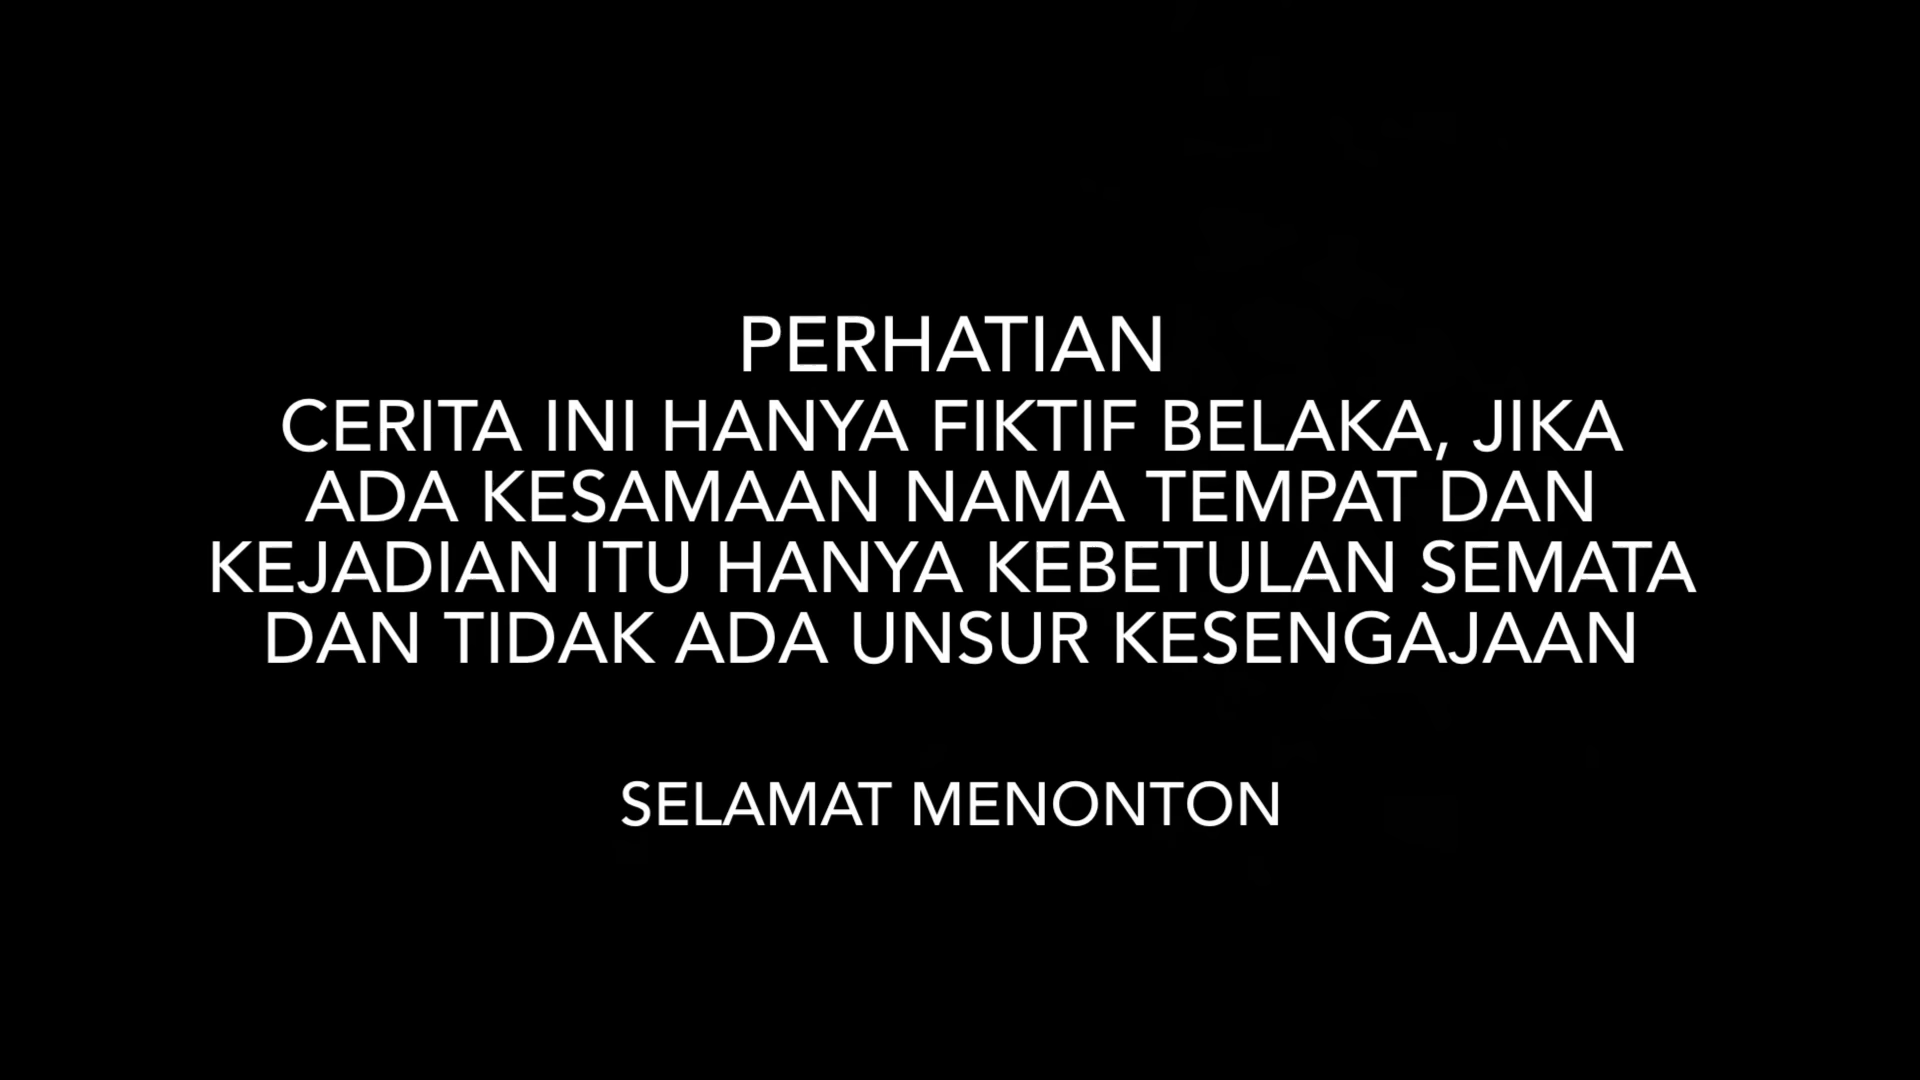 PERHATIAN
CERITA INI HANYA FIKTIF BELAKA, JIKA
ADA KESAMAAN NAMA TEMPAT DAN
KEJADIAN ITU HANYA KEBETULAN SEMATA
DAN TIDAK ADA UNSUR KESENGAJAAN
SELAMAT MENONTON